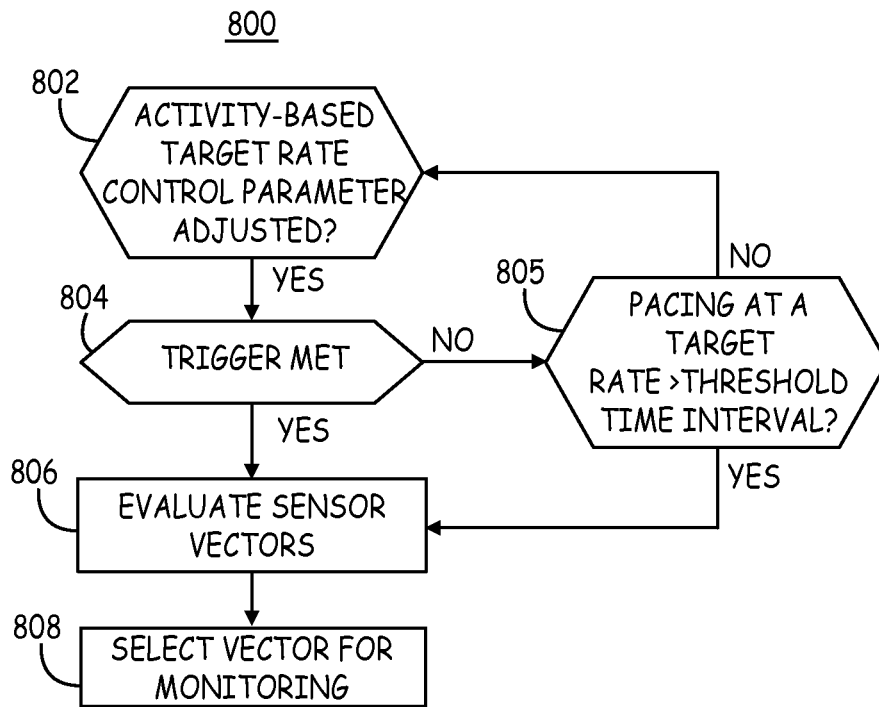 800
802
ACTIVITY-BASED
TARGET RATE
CONTROL PARAMETER
ADJUSTED?
YES
804
TRIGGER MET
NO
805
PACING AT A
TARGET
RATE >THRESHOLD
TIME INTERVAL?
NO
YES
YES
806
EVALUATE SENSOR
VECTORS
808
SELECT VECTOR FOR
MONITORING